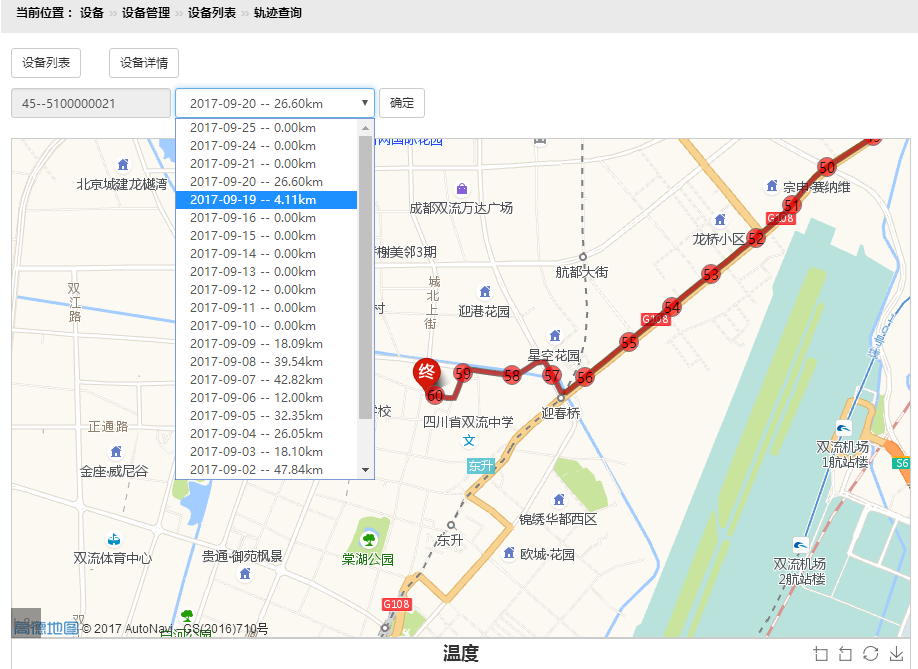 当前位置： 设备 » 设备管理 » 设备列表 » 轨迹查询
设备列表
设备详情
45--5100000021
2017-09-20 -- 26.60km
确定
2017-09-25 -- 0.00km
2017-09-24 -- 0.00km
2017-09-21 -- 0.00km
2017-09-20 -- 26.60km
2017-09-19 -- 4.11km
2017-09-16 -- 0.00km
2017-09-15 -- 0.00km
2017-09-14 -- 0.00km
2017-09-13 -- 0.00km
2017-09-12 -- 0.00km
2017-09-11 -- 0.00km
2017-09-10 -- 0.00km
2017-09-09 -- 18.09km
2017-09-08 -- 39.54km
2017-09-07 -- 42.82km
2017-09-06 -- 12.00km
2017-09-05 -- 32.35km
2017-09-04 -- 26.05km
2017-09-03 -- 18.10km
2017-09-02 -- 47.84km
国际花园
北京城建龙樾湾
成都双流万达广场
宗申·赛纳维
50
51
G108
52
龙桥小区
榭美邻3期
航都大街
53
双江路
城北上街
村
迎港花园
54
G108
55
星空花园
终
59
58
57
56
60
学校
四川省双流中学
迎春桥
文
正通路
金座·威尼谷
东升
双流机场
1航站楼
S6
锦绣华都西区
东升
双流体育中心
贵通·御苑枫景
棠湖公园
欧城·花园
双流机场
2航站楼
G108
高德地图 © 2017 AutoNavi - GS(2016)710号
温度